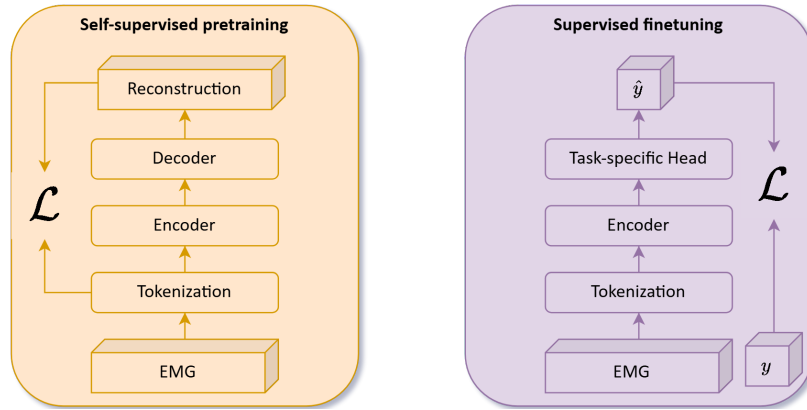 Self-supervised pretraining
Reconstruction
Decoder
ℒ
Encoder
Tokenization
EMG
Supervised finetuning
ŷ
Task-specific Head
ℒ
Encoder
Tokenization
EMG
y